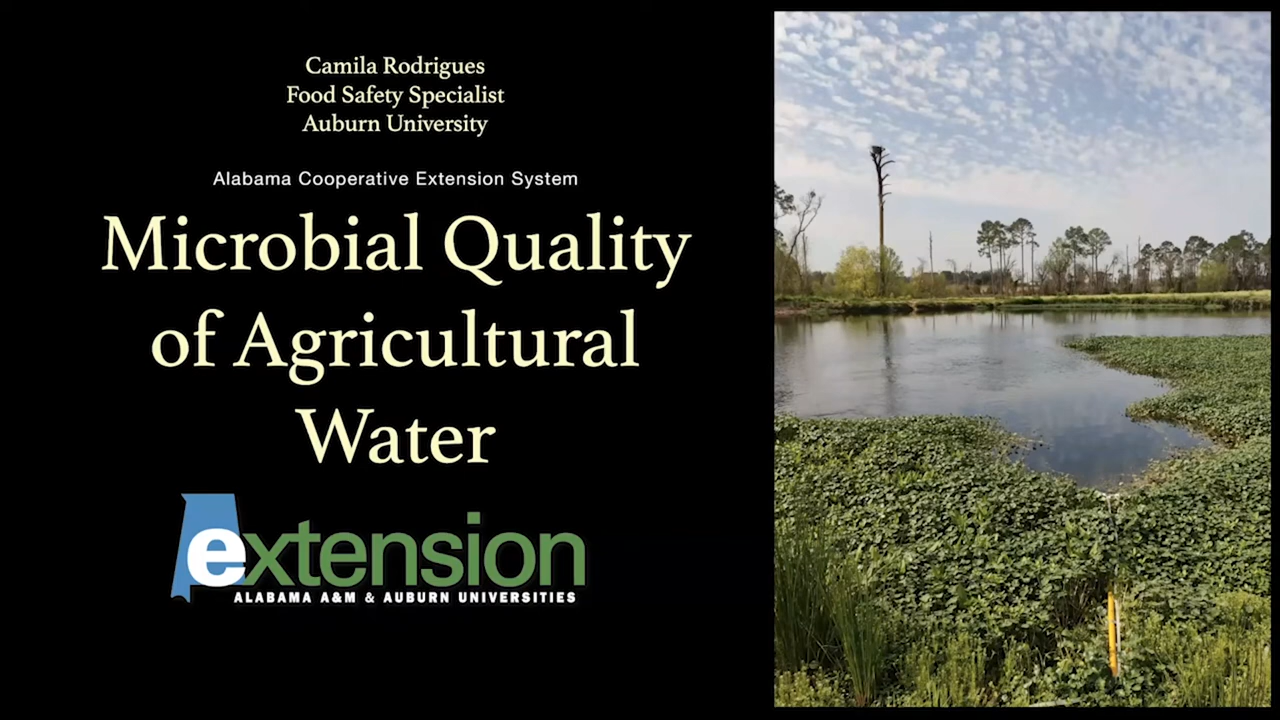 Camila Rodrigues
Food Safety Specialist
Auburn University
Alabama Cooperative Extension System
Microbial Quality
of Agricultural
Water
extension
ALABAMA A&M & AUBURN UNIVERSITIES